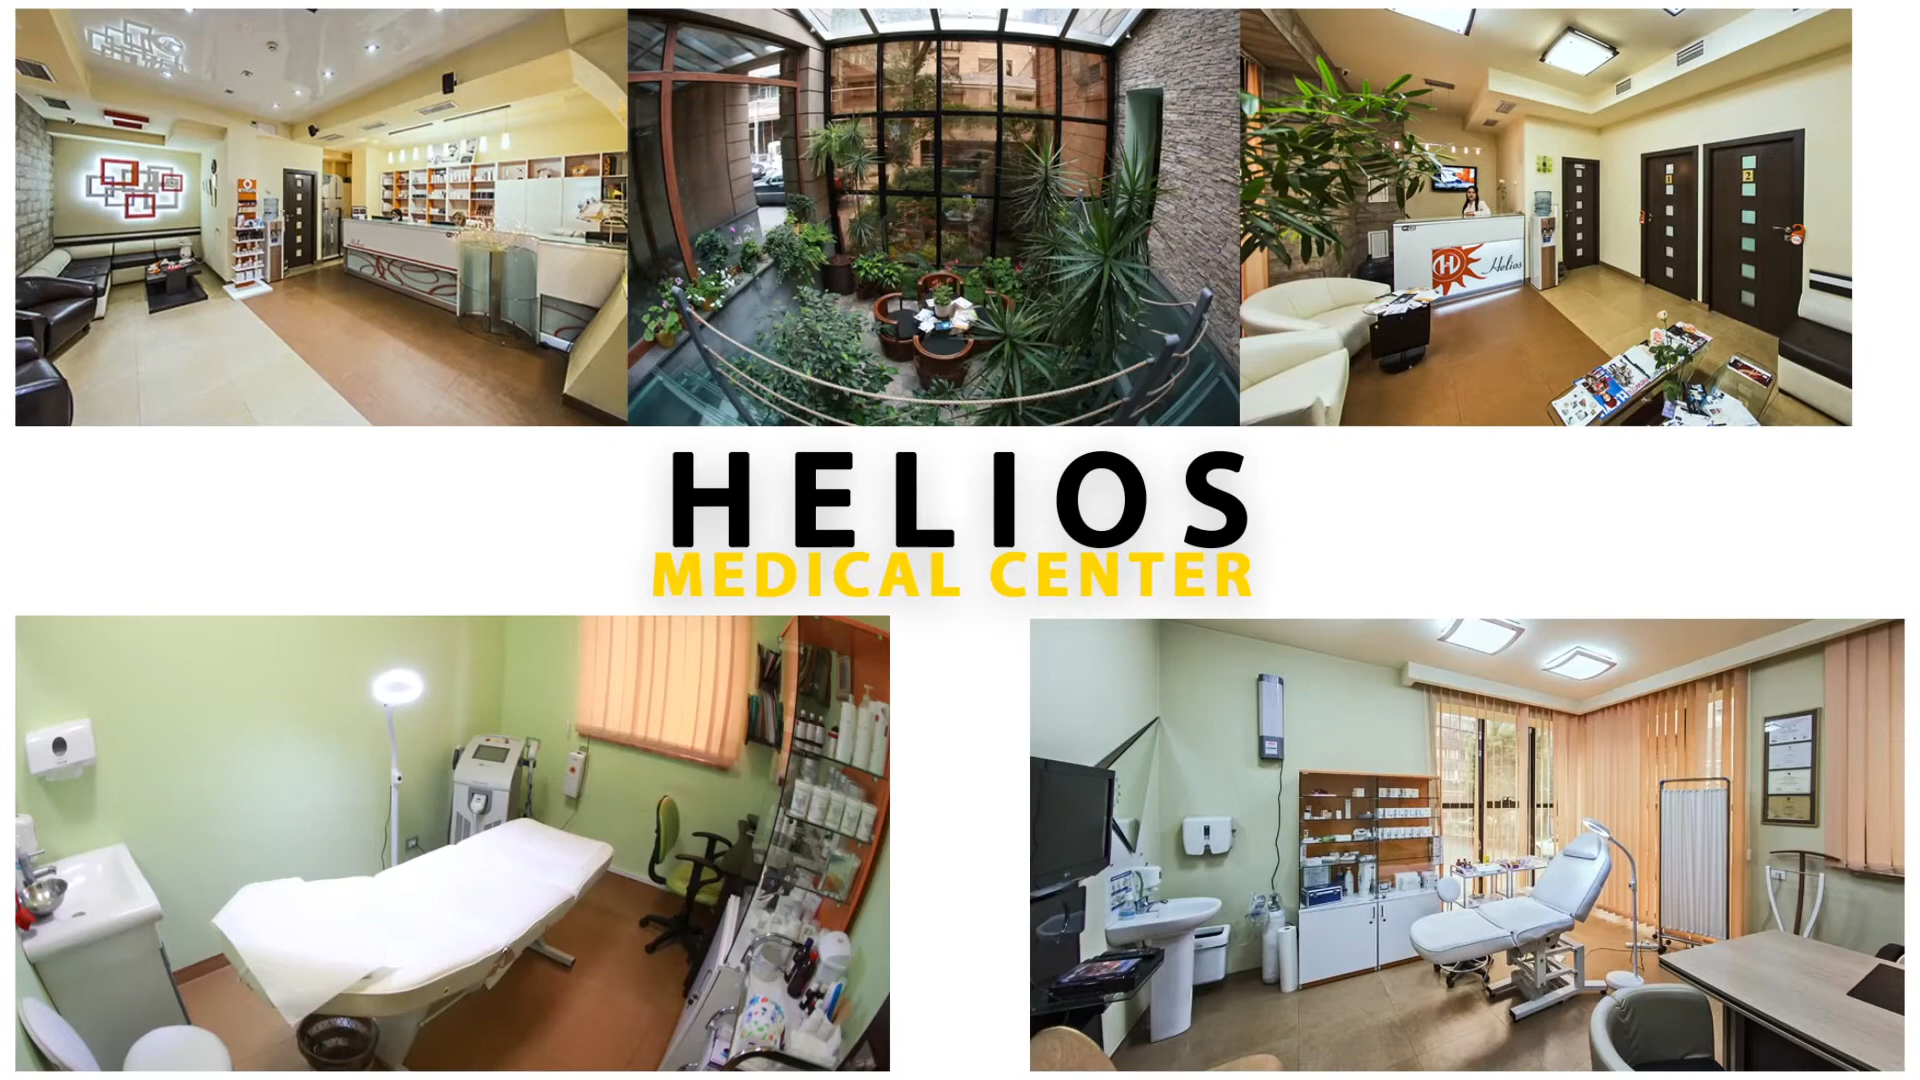 1
2
H
Helios
HELIOS
MEDICAL CENTER